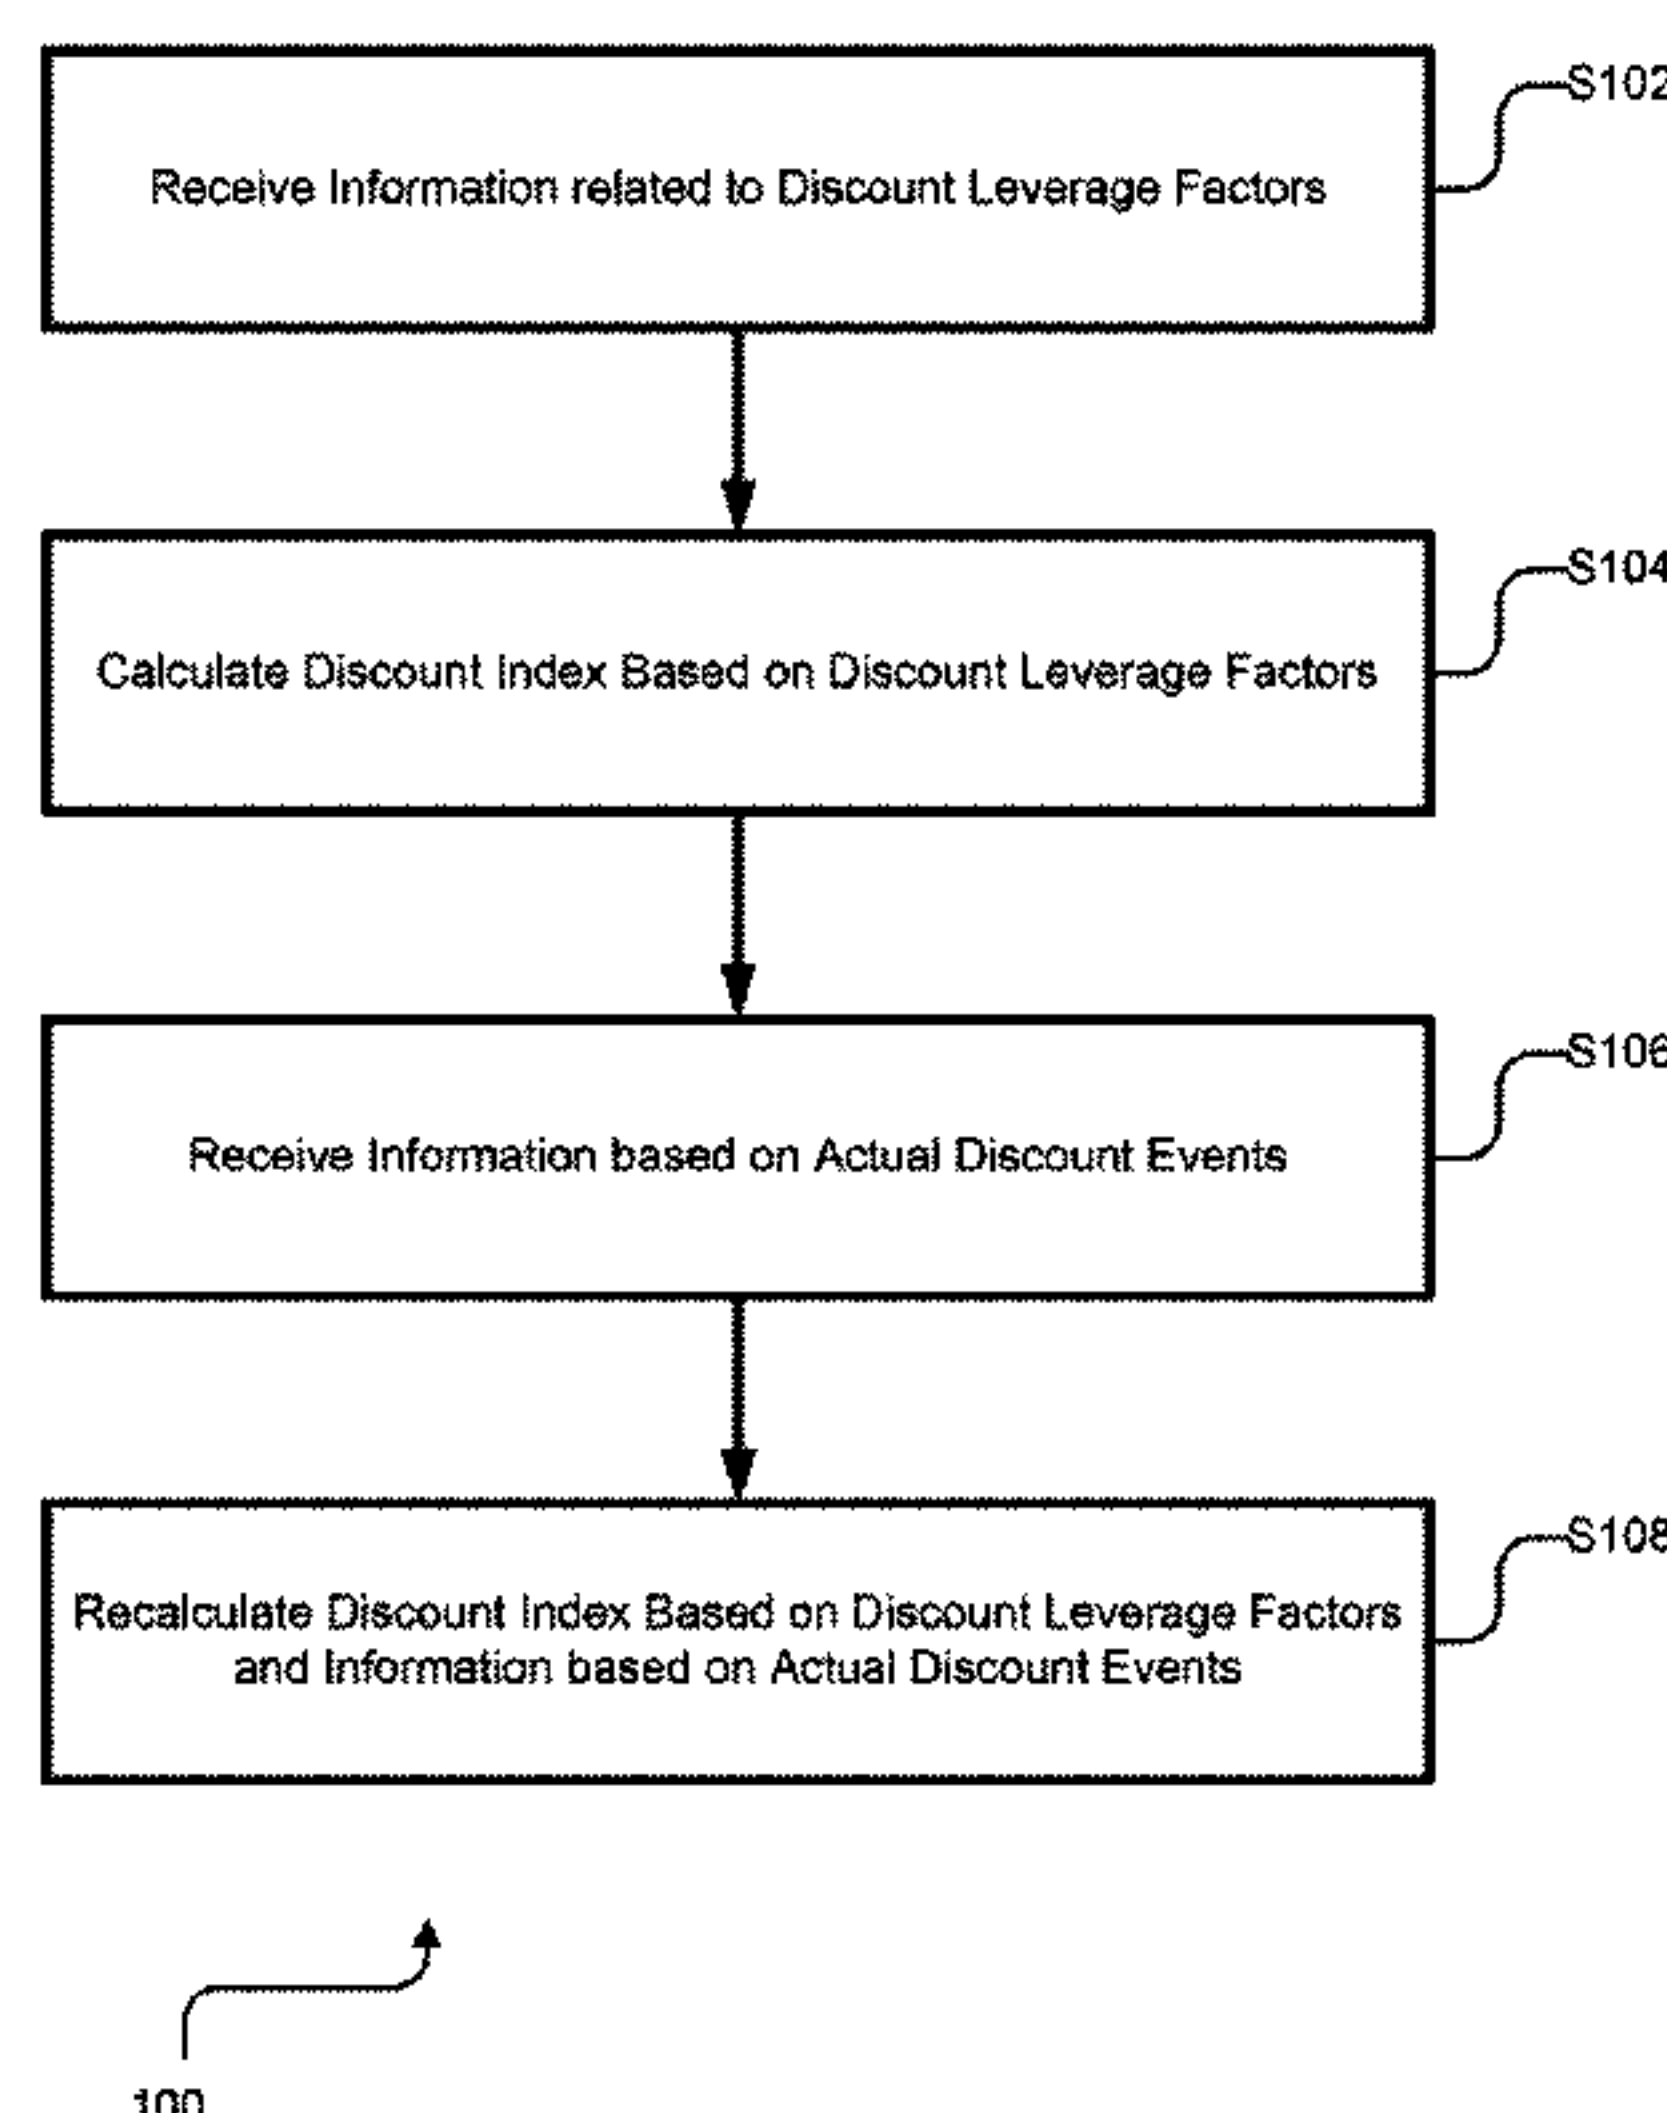 S102
Receive Information related to Discount Leverage Factors
S104
Calculate Discount Index Based on Discount Leverage Factors
S106
Receive Information based on Actual Discount Events
S108
Recalculate Discount Index Based on Discount Leverage Factors
and Information based on Actual Discount Events
100